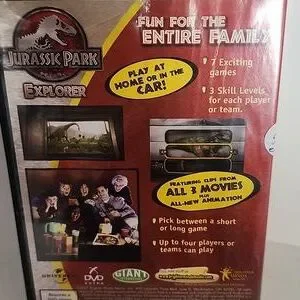 JURASSIC PARK
EXPLORER
FUN FOR THE
ENTIRE FAMILY
PLAY AT
HOME OR IN THE
CAR!
• 7 Exciting
games
• 3 Skill Levels
for each player
or team.
FEATURING CLIPS FROM
ALL 3 MOVIES
PLUS
ALL-NEW ANIMATION
• Pick between a short
or long game
• Up to four players or
teams can play
DVD
GIANT